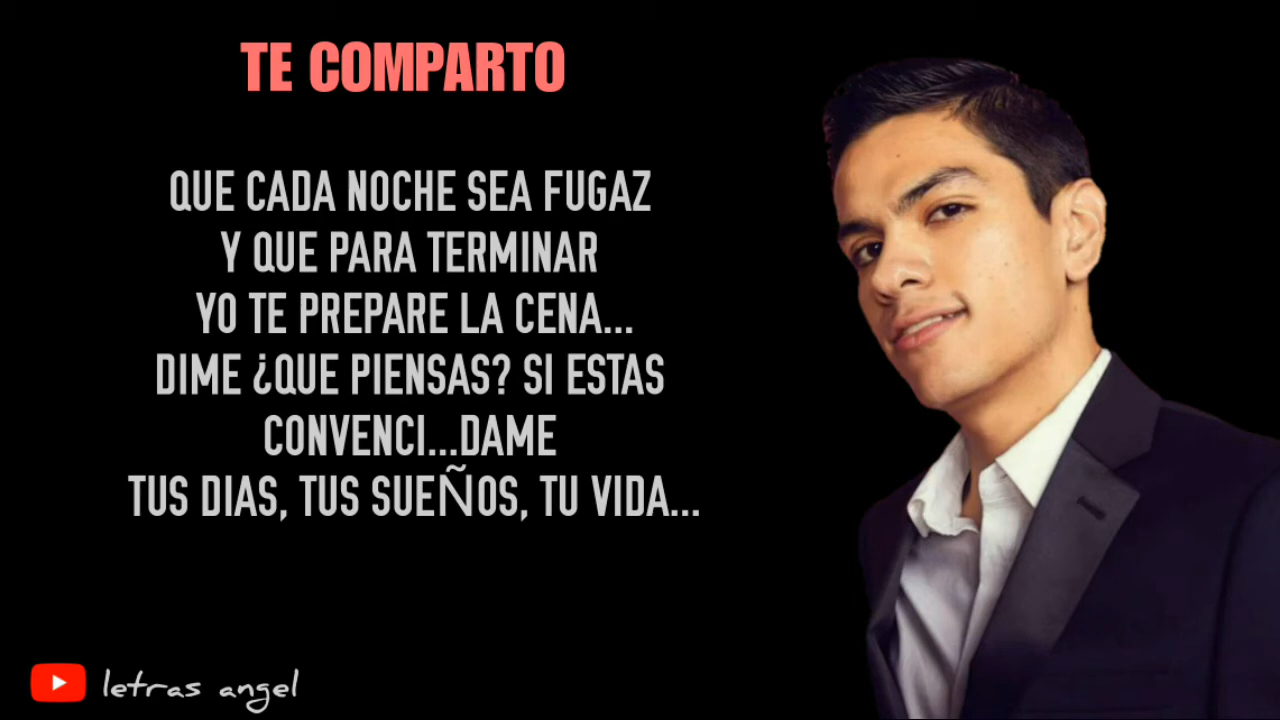 TE COMPARTO
QUE CADA NOCHE SEA FUGAZ
Y QUE PARA TERMINAR
YO TE PREPARE LA CENA...
DIME ¿QUE PIENSAS? SI ESTAS
CONVENCI...DAME
TUS DIAS, TUS SUEÑOS, TU VIDA...
letras angel